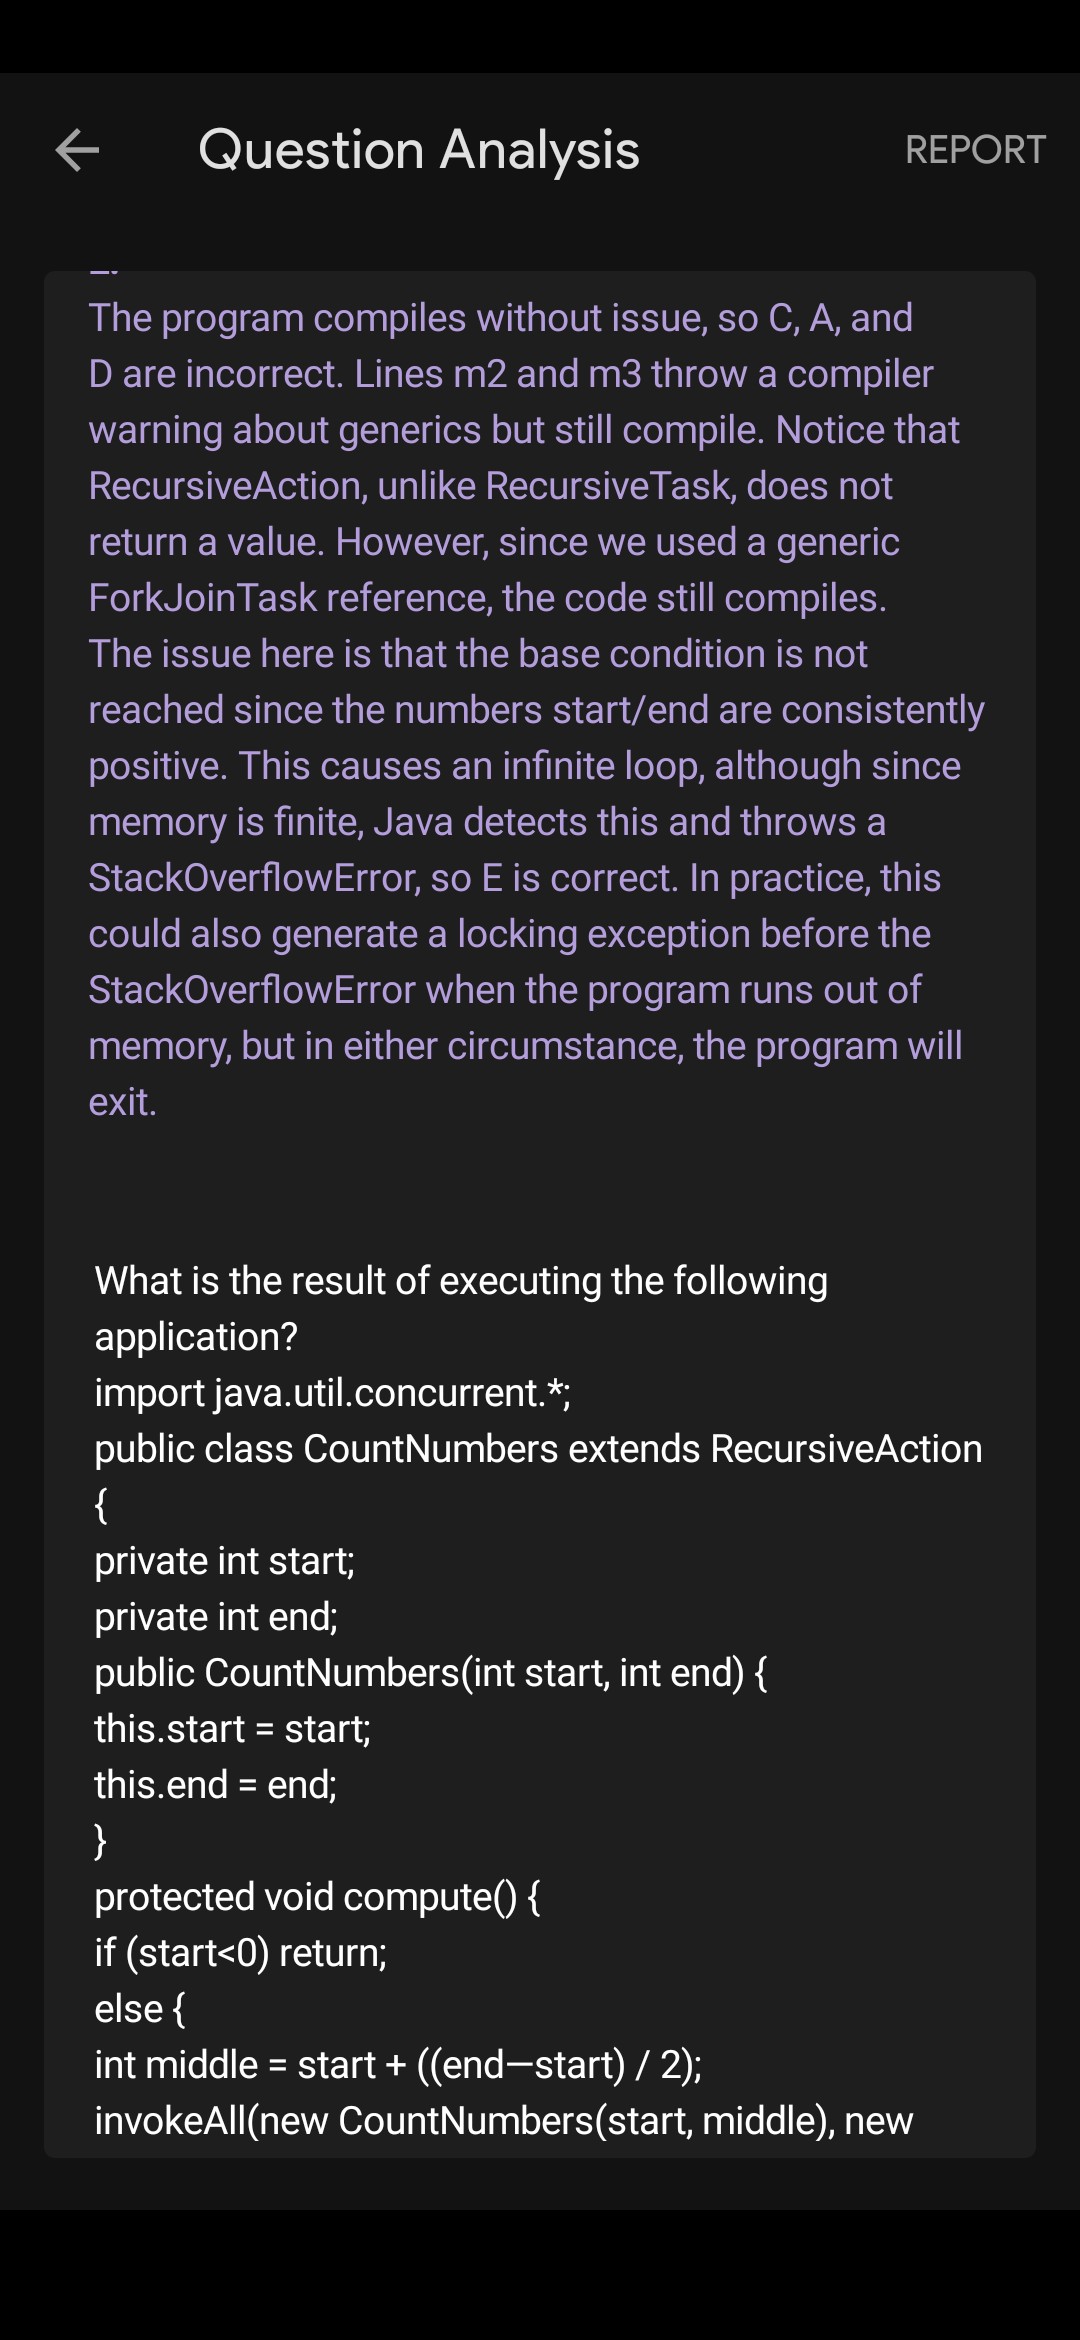 Question Analysis
REPORT
The program compiles without issue, so C, A, and
D are incorrect. Lines m2 and m3 throw a compiler
warning about generics but still compile. Notice that
RecursiveAction, unlike RecursiveTask, does not
return a value. However, since we used a generic
ForkJoinTask reference, the code still compiles.
The issue here is that the base condition is not
reached since the numbers start/end are consistently
positive. This causes an infinite loop, although since
memory is finite, Java detects this and throws a
StackOverflowError, so E is correct. In practice, this
could also generate a locking exception before the
StackOverflowError when the program runs out of
memory, but in either circumstance, the program will
exit.
What is the result of executing the following
application?
import java.util.concurrent.*;
public class CountNumbers extends RecursiveAction
{
private int start;
private int end;
public CountNumbers(int start, int end) {
this.start = start;
this.end = end;
}
protected void compute() {
if (start<0) return;
else {
int middle = start + ((end—start) / 2);
invokeAll(new CountNumbers(start, middle), new